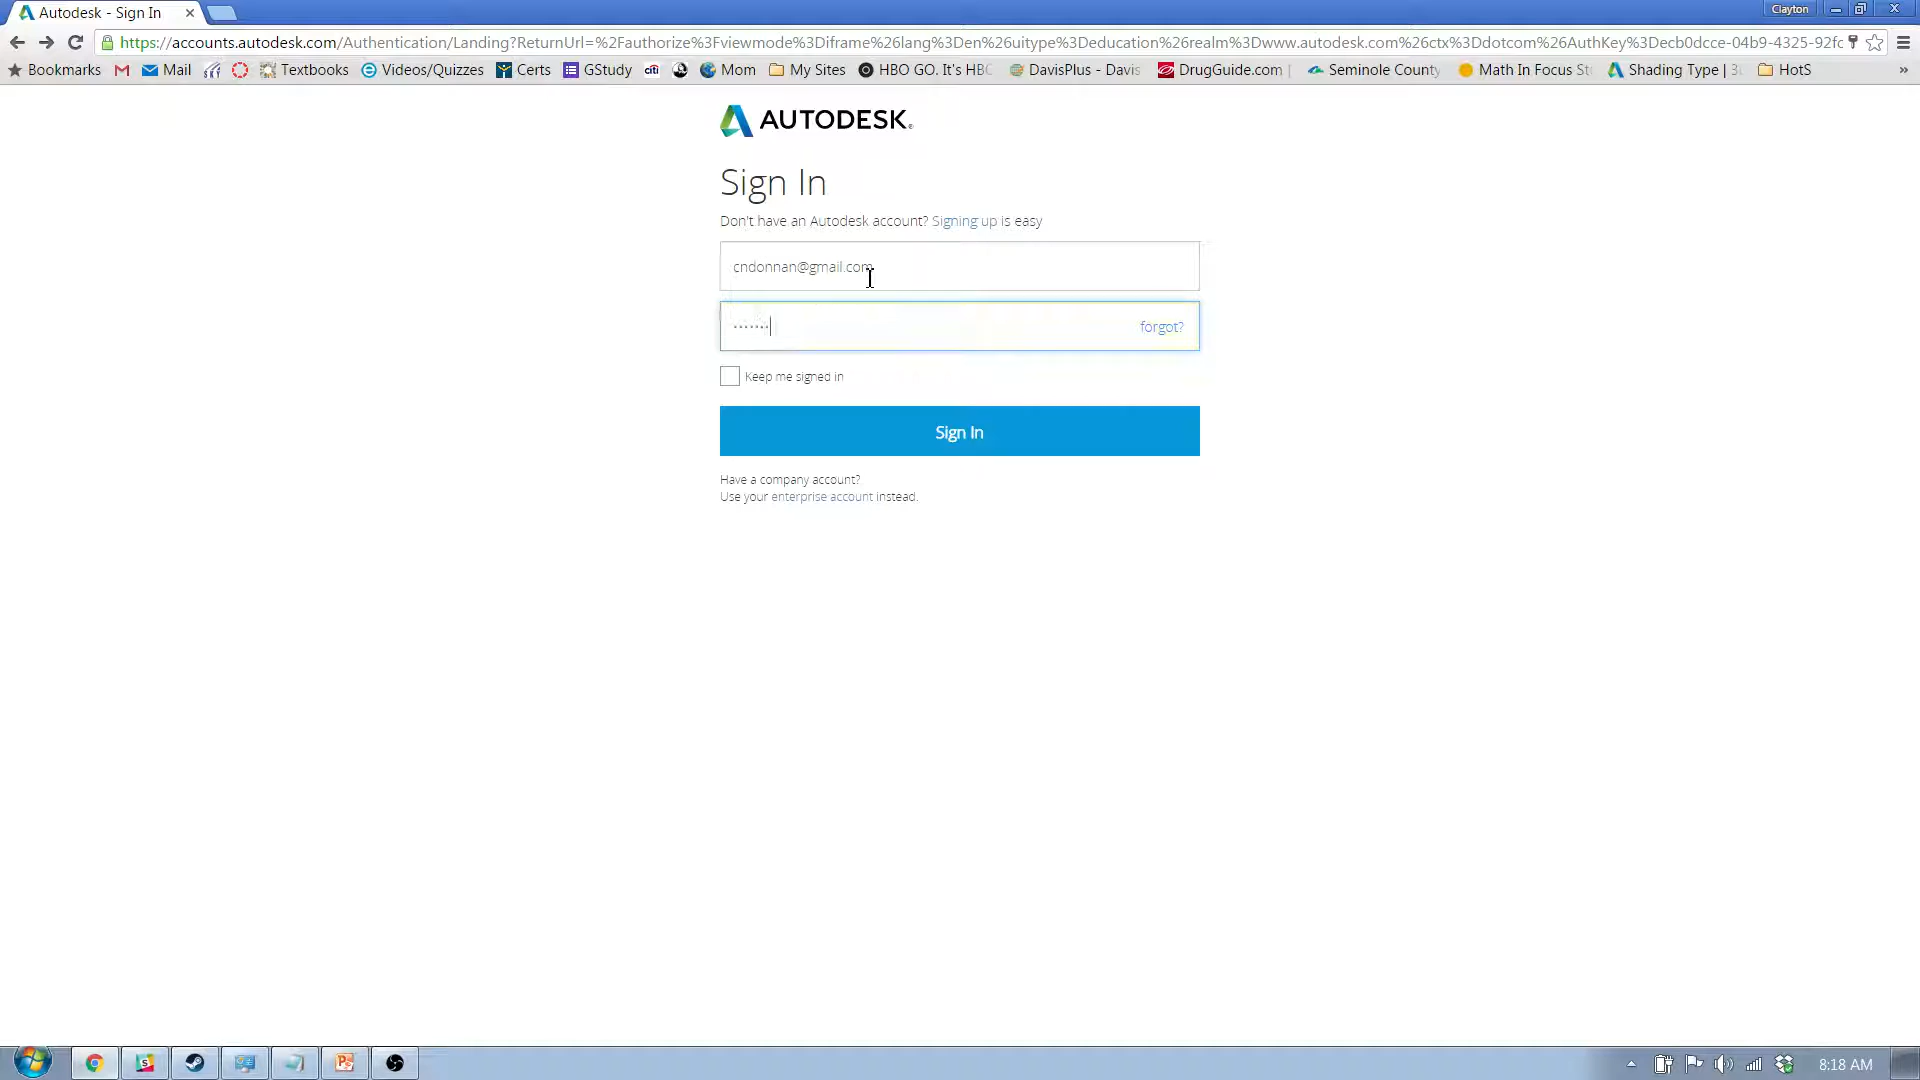 Autodesk - Sign In
Clayton
https://accounts.autodesk.com/Authentication/Landing?ReturnUrl=%2Fauthorize%3Fviewmode%3Diframe%26lang%3Den%26uitype%3Deducation%26realm%3Dwww.autodesk.com%26ctx%3Ddotcom%26AuthKey%3Decb0dcce-04b9-4325-92fc
Bookmarks Mail Textbooks Videos/Quizzes Certs GStudy citi Mom My Sites HBO GO. It's HBO DavisPlus - Davis DrugGuide.com | Seminole County Math In Focus St Shading Type | 3 HotS »
AUTODESK.
Sign In
Don't have an Autodesk account? Signing up is easy
cndonnan@gmail.com
······· forgot?
Keep me signed in
Sign In
Have a company account?
Use your enterprise account instead.
8:18 AM